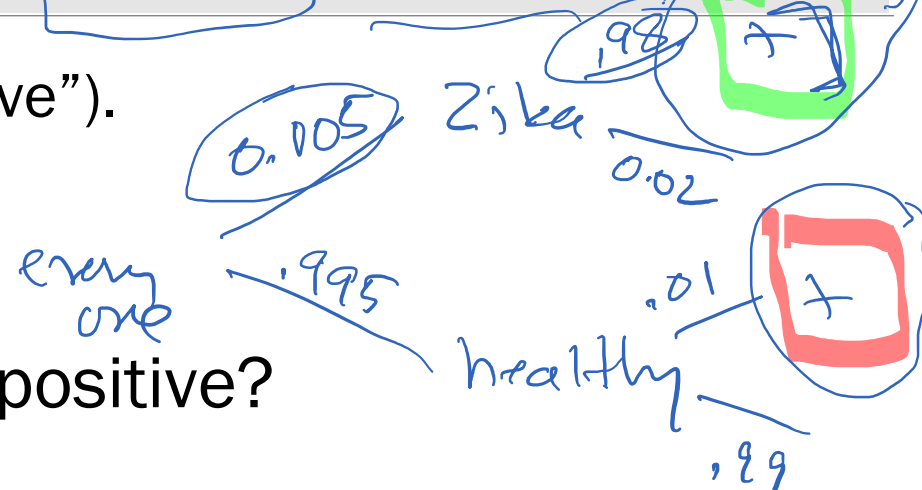 .98 +
ve”).
0.005 Zika
0.02
every
one
.995
.01 +
healthy
positive?
.99